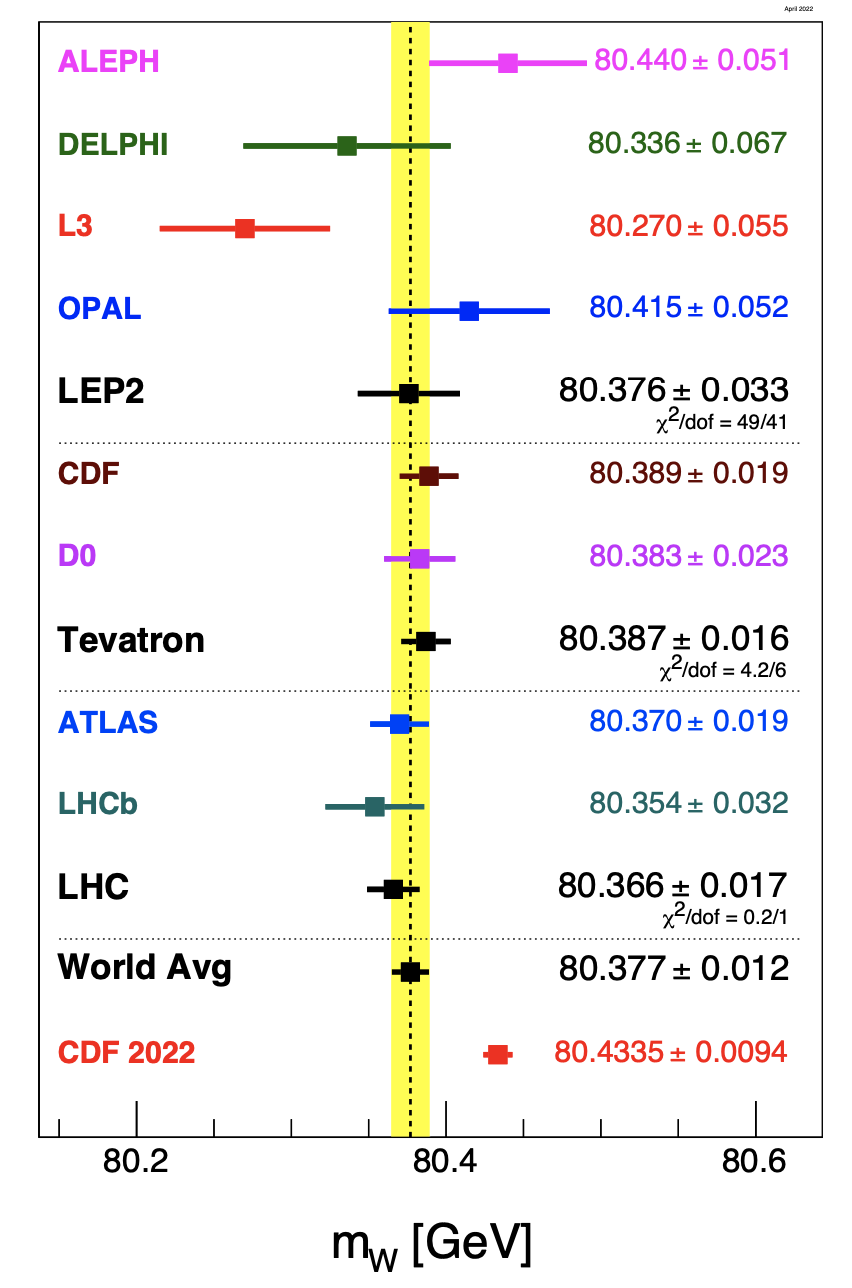 April 2022
ALEPH 80.440 ± 0.051
DELPHI 80.336 ± 0.067
L3 80.270 ± 0.055
OPAL 80.415 ± 0.052
LEP2 80.376 ± 0.033
χ²/dof = 49/41
CDF 80.389 ± 0.019
D0 80.383 ± 0.023
Tevatron 80.387 ± 0.016
χ²/dof = 4.2/6
ATLAS 80.370 ± 0.019
LHCb 80.354 ± 0.032
LHC 80.366 ± 0.017
χ²/dof = 0.2/1
World Avg 80.377 ± 0.012
CDF 2022 80.4335 ± 0.0094
80.2 80.4 80.6
m_W [GeV]